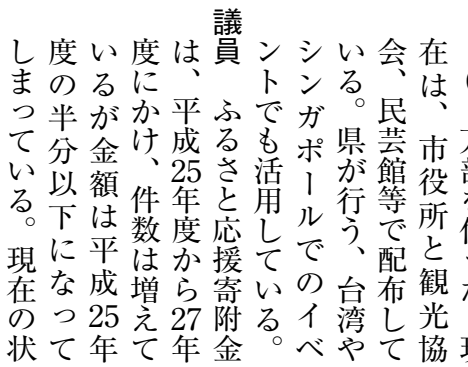 在は、市役所と観光協
会、民芸館等で配布して
いる。県が行う、台湾や
シンガポールでのイベ
ントでも活用している。
議員　ふるさと応援寄附金
は、平成25年度から27年
度にかけ、件数は増えて
いるが金額は平成25年
度の半分以下になって
しまっている。現在の状